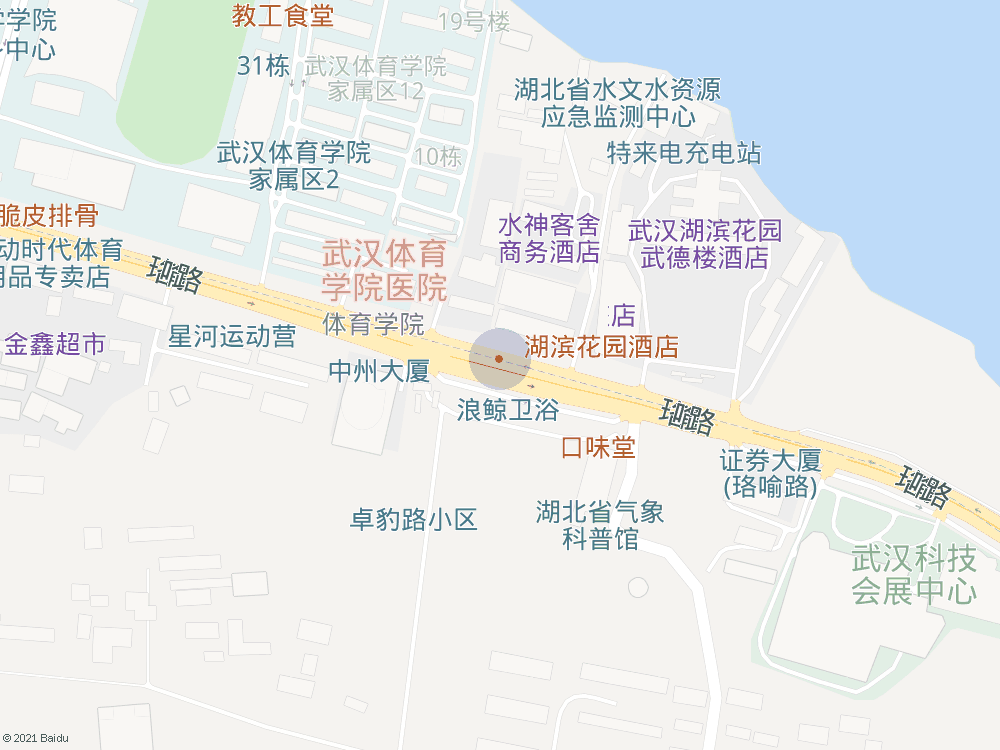 教工食堂
19号楼
学学院
中心
31栋
武汉体育学院
家属区12
湖北省水文水资源
应急监测中心
武汉体育学院
家属区2
10栋
特来电充电站
脆皮排骨
动时代体育
用品专卖店
珞喻路
武汉体育
学院医院
水神客舍
商务酒店
武汉湖滨花园
武德楼酒店
店
金鑫超市
星河运动营
体育学院
湖滨花园酒店
中州大厦
浪鲸卫浴
珞喻路
口味堂
证券大厦
(珞喻路)
珞喻路
卓豹路小区
湖北省气象
科普馆
武汉科技
会展中心
© 2021 Baidu